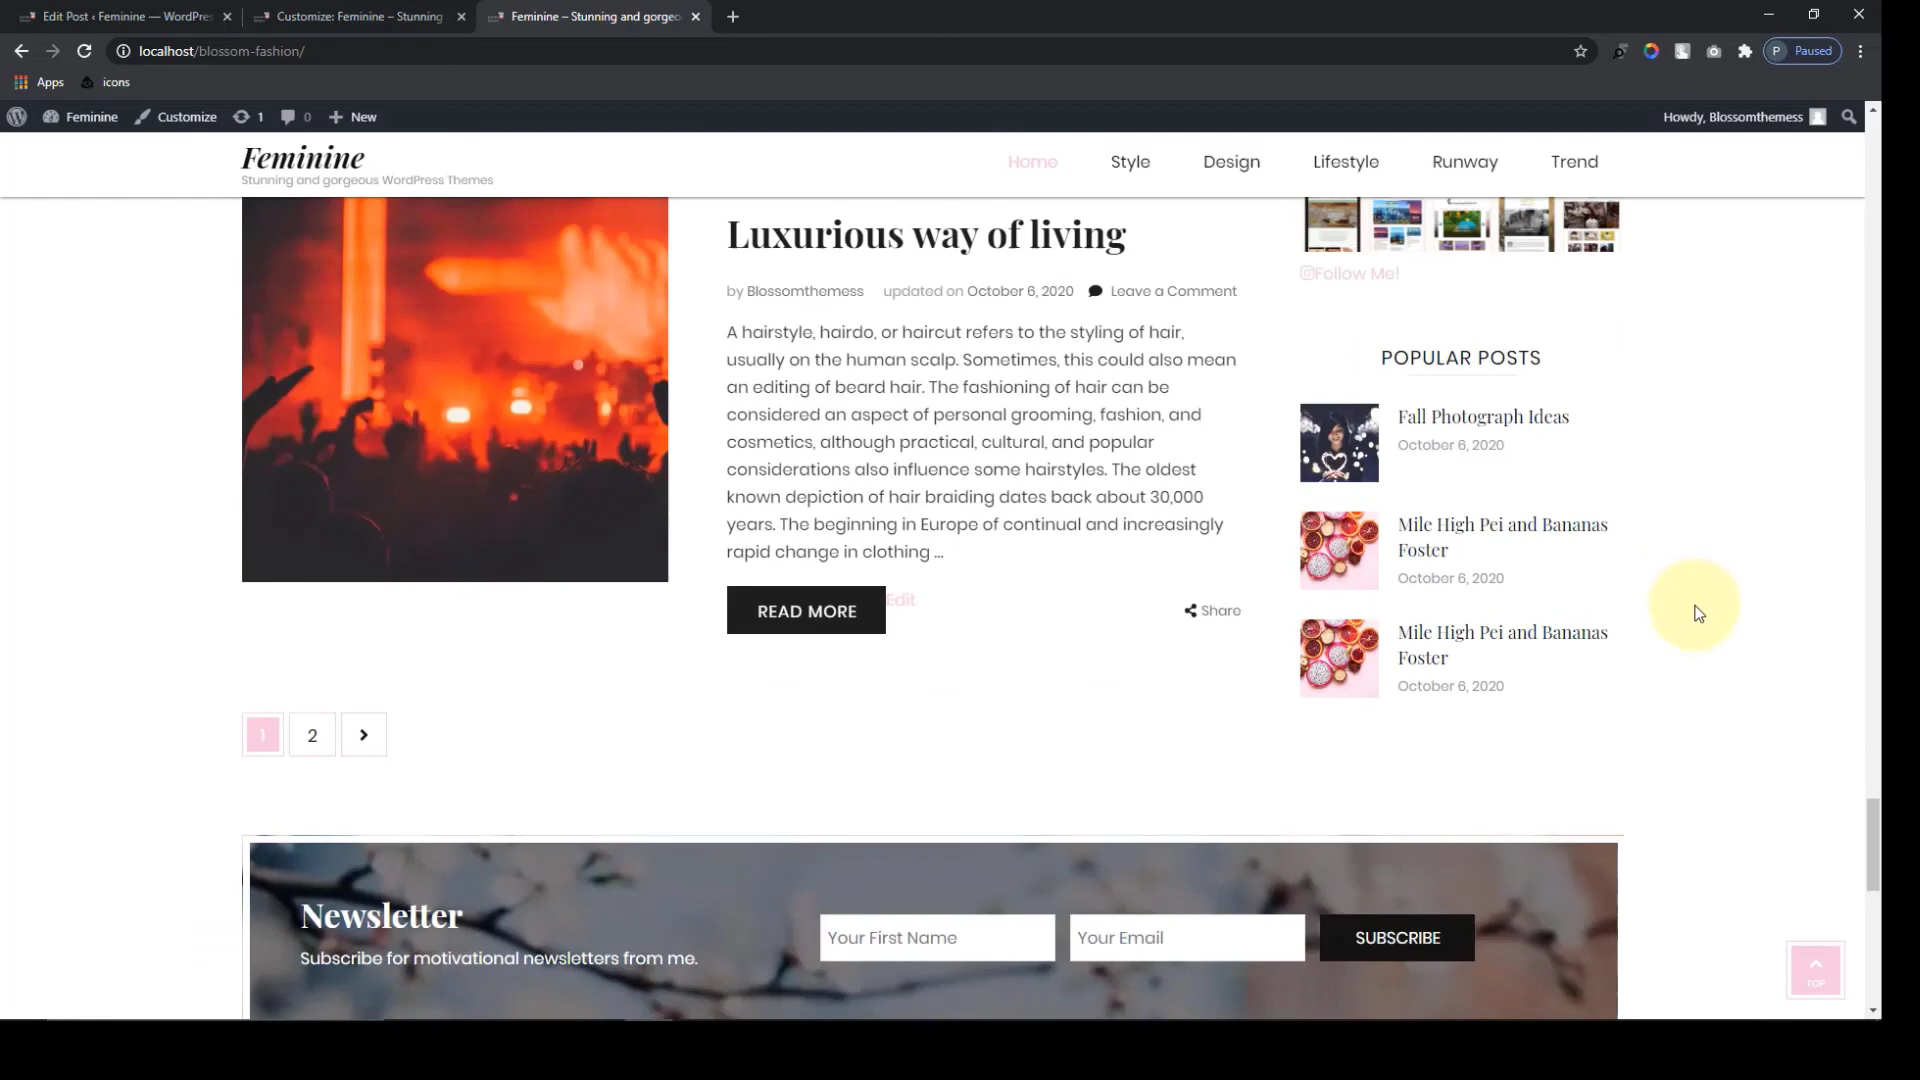 Edit Post ‹ Feminine — WordPres
Customize: Feminine – Stunning
Feminine – Stunning and gorgeo
localhost/blossom-fashion/
P Paused
Apps
icons
Feminine
Customize
1
0
New
Howdy, Blossomthemess
Feminine
Stunning and gorgeous WordPress Themes
Home
Style
Design
Lifestyle
Runway
Trend
Luxurious way of living
by Blossomthemess updated on October 6, 2020 Leave a Comment
A hairstyle, hairdo, or haircut refers to the styling of hair,
usually on the human scalp. Sometimes, this could also mean
an editing of beard hair. The fashioning of hair can be
considered an aspect of personal grooming, fashion, and
cosmetics, although practical, cultural, and popular
considerations also influence some hairstyles. The oldest
known depiction of hair braiding dates back about 30,000
years. The beginning in Europe of continual and increasingly
rapid change in clothing ...
READ MORE
Edit
Share
Follow Me!
POPULAR POSTS
Fall Photograph Ideas
October 6, 2020
Mile High Pei and Bananas
Foster
October 6, 2020
Mile High Pei and Bananas
Foster
October 6, 2020
1
2
Newsletter
Subscribe for motivational newsletters from me.
Your First Name
Your Email
SUBSCRIBE
TOP